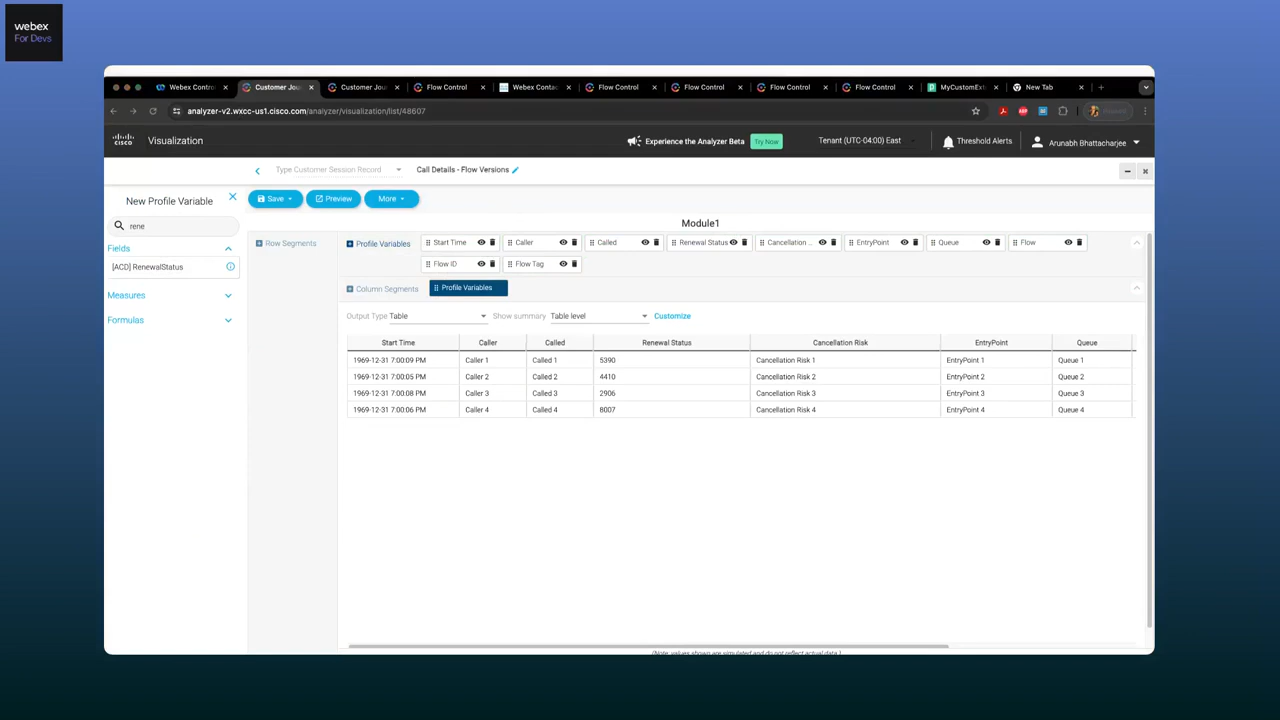 webex
For Devs
Webex Control
Customer Jou
Customer Jou
Flow Control
Webex Contac
Flow Control
Flow Control
Flow Control
Flow Control
MyCustomExt
New Tab
analyzer-v2.wxcc-us1.cisco.com/analyzer/visualization/list/48607
cisco
Visualization
Experience the Analyzer Beta
Try Now
Tenant (UTC-04:00) East
Threshold Alerts
Arunabh Bhattacharjee
Type Customer Session Record
Call Details - Flow Versions
New Profile Variable
Save
Preview
More
rene
Module1
Fields
[ACD] RenewalStatus
Measures
Formulas
Row Segments
Profile Variables
Start Time
Caller
Called
Renewal Status
Cancellation ...
EntryPoint
Queue
Flow
Flow ID
Flow Tag
Column Segments
Profile Variables
Output Type Table
Show summary Table level
Customize
Start Time Caller Called Renewal Status Cancellation Risk EntryPoint Queue
1969-12-31 7:00:09 PM Caller 1 Called 1 5390 Cancellation Risk 1 EntryPoint 1 Queue 1
1969-12-31 7:00:05 PM Caller 2 Called 2 4410 Cancellation Risk 2 EntryPoint 2 Queue 2
1969-12-31 7:00:08 PM Caller 3 Called 3 2906 Cancellation Risk 3 EntryPoint 3 Queue 3
1969-12-31 7:00:06 PM Caller 4 Called 4 8007 Cancellation Risk 4 EntryPoint 4 Queue 4
(Note: values shown are simulated and do not reflect actual data.)